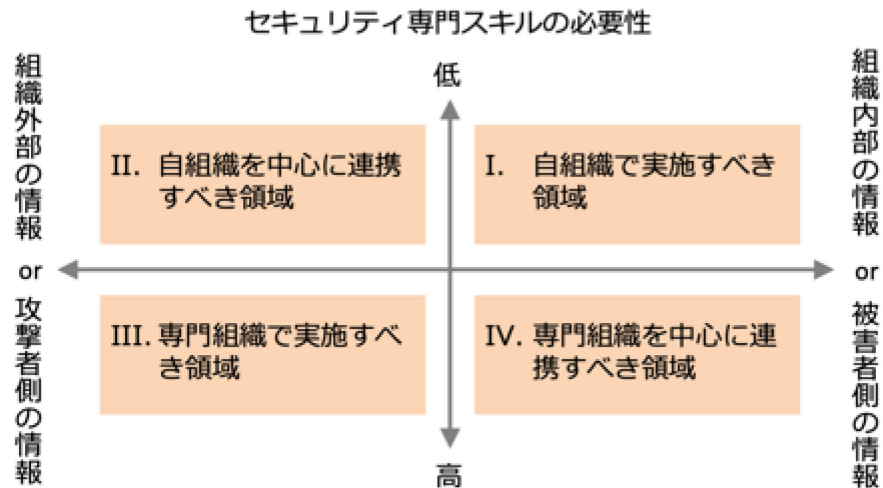 セキュリティ専門スキルの必要性
低
組織外部の情報
or
攻撃者側の情報
II. 自組織を中心に連携
すべき領域
I. 自組織で実施すべき
領域
III. 専門組織で実施すべ
き領域
IV. 専門組織を中心に連
携すべき領域
組織内部の情報
or
被害者側の情報
高